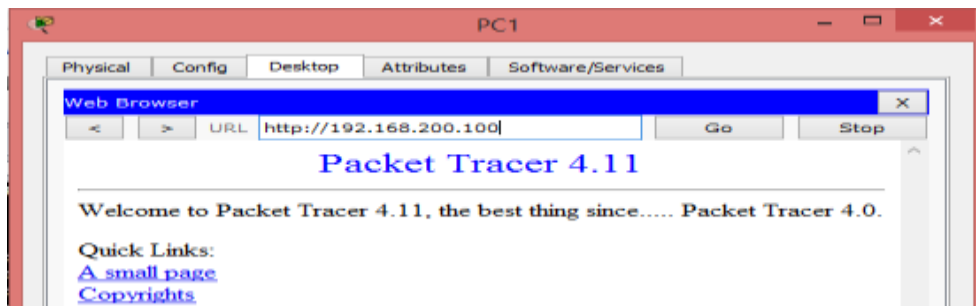 PC1
Physical Config Desktop Attributes Software/Services
Web Browser X
< > URL http://192.168.200.100 Go Stop
Packet Tracer 4.11
Welcome to Packet Tracer 4.11, the best thing since..... Packet Tracer 4.0.
Quick Links:
A small page
Copyrights